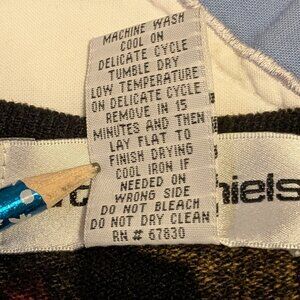 MACHINE WASH
COOL ON
DELICATE CYCLE
TUMBLE DRY
LOW TEMPERATURE
ON DELICATE CYCLE
REMOVE IN 15
MINUTES AND THEN
LAY FLAT TO
FINISH DRYING
COOL IRON IF
NEEDED ON
WRONG SIDE
DO NOT BLEACH
DO NOT DRY CLEAN
RN # 67830
niels